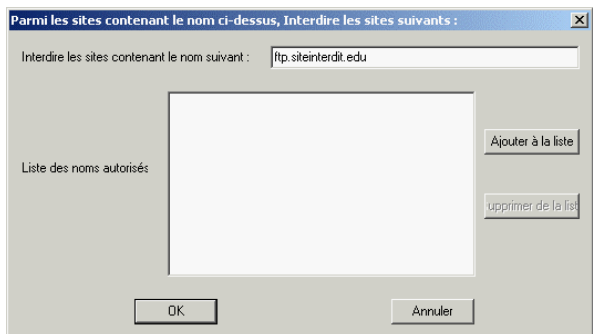 Parmi les sites contenant le nom ci-dessus, Interdire les sites suivants :
Interdire les sites contenant le nom suivant : ftp.siteinterdit.edu
Ajouter à la liste
Liste des noms autorisés
upprimer de la list
OK Annuler